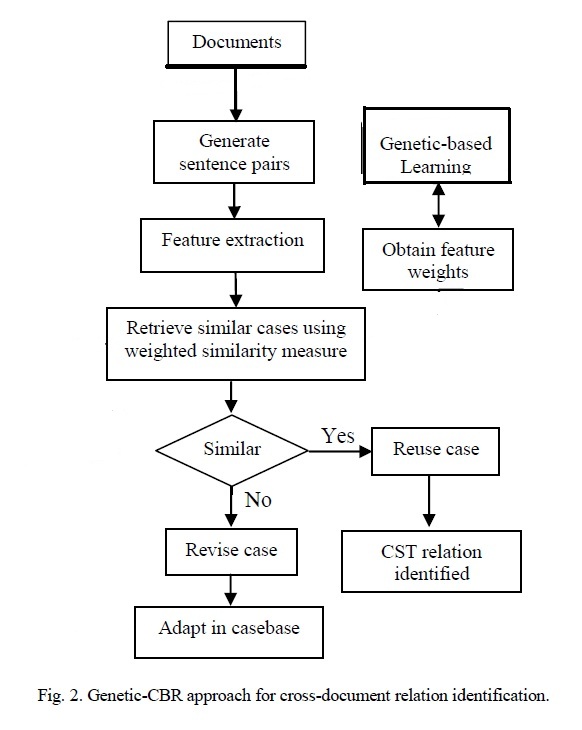 Documents
Generate
sentence pairs
Genetic-based
Learning
Feature extraction
Obtain feature
weights
Retrieve similar cases using
weighted similarity measure
Similar
Yes
Reuse case
No
Revise case
CST relation
identified
Adapt in casebase
Fig. 2. Genetic-CBR approach for cross-document relation identification.